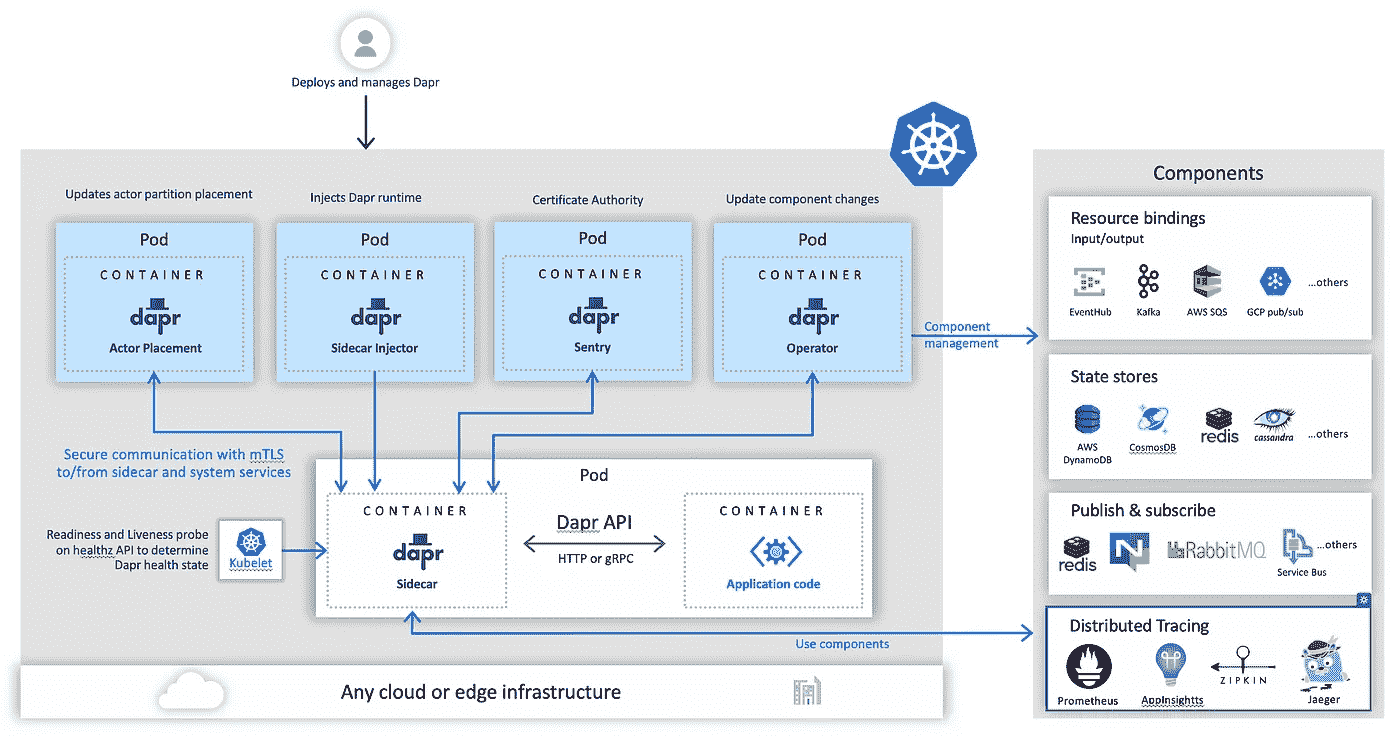 Deploys and manages Dapr
Updates actor partition placement
Injects Dapr runtime
Certificate Authority
Update component changes
Pod
CONTAINER
dapr
Actor Placement
Pod
CONTAINER
dapr
Sidecar Injector
Pod
CONTAINER
dapr
Sentry
Pod
CONTAINER
dapr
Operator
Component
management
Secure communication with mTLS
to/from sidecar and system services
Readiness and Liveness probe
on healthz API to determine
Dapr health state
Kubelet
Pod
CONTAINER
dapr
Sidecar
Dapr API
HTTP or gRPC
CONTAINER
Application code
Use components
Any cloud or edge infrastructure
Components
Resource bindings
Input/output
EventHub
Kafka
AWS SQS
GCP pub/sub
...others
State stores
AWS
DynamoDB
CosmosDB
redis
cassandra
...others
Publish & subscribe
redis
N
RabbitMQ
Service Bus
...others
Distributed Tracing
Prometheus
AppInsightts
ZIPKIN
Jaeger